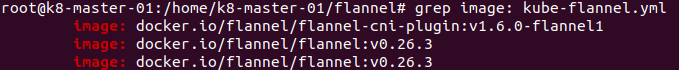 root@k8-master-01:/home/k8-master-01/flannel# grep image: kube-flannel.yml
image: docker.io/flannel/flannel-cni-plugin:v1.6.0-flannel1
image: docker.io/flannel/flannel:v0.26.3
image: docker.io/flannel/flannel:v0.26.3